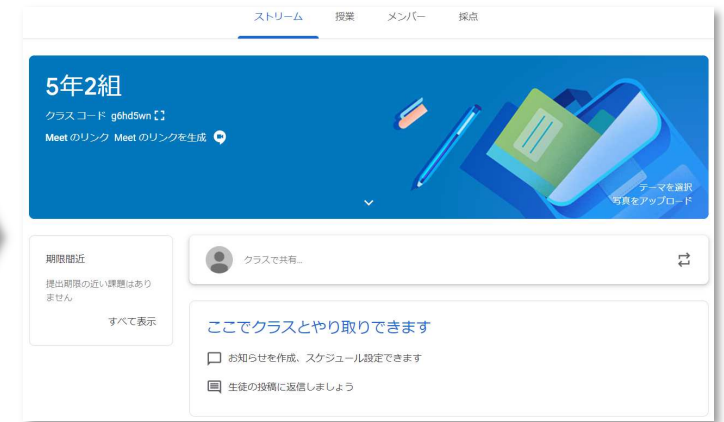 ストリーム 授業 メンバー 採点
5年2組
クラス コード g6hd5wn
Meet のリンク Meet のリンクを生成
テーマを選択
写真をアップロード
期限間近
提出期限の近い課題はあり
ません
すべて表示
クラスで共有...
ここでクラスとやり取りできます
お知らせを作成、スケジュール設定できます
生徒の投稿に返信しましょう